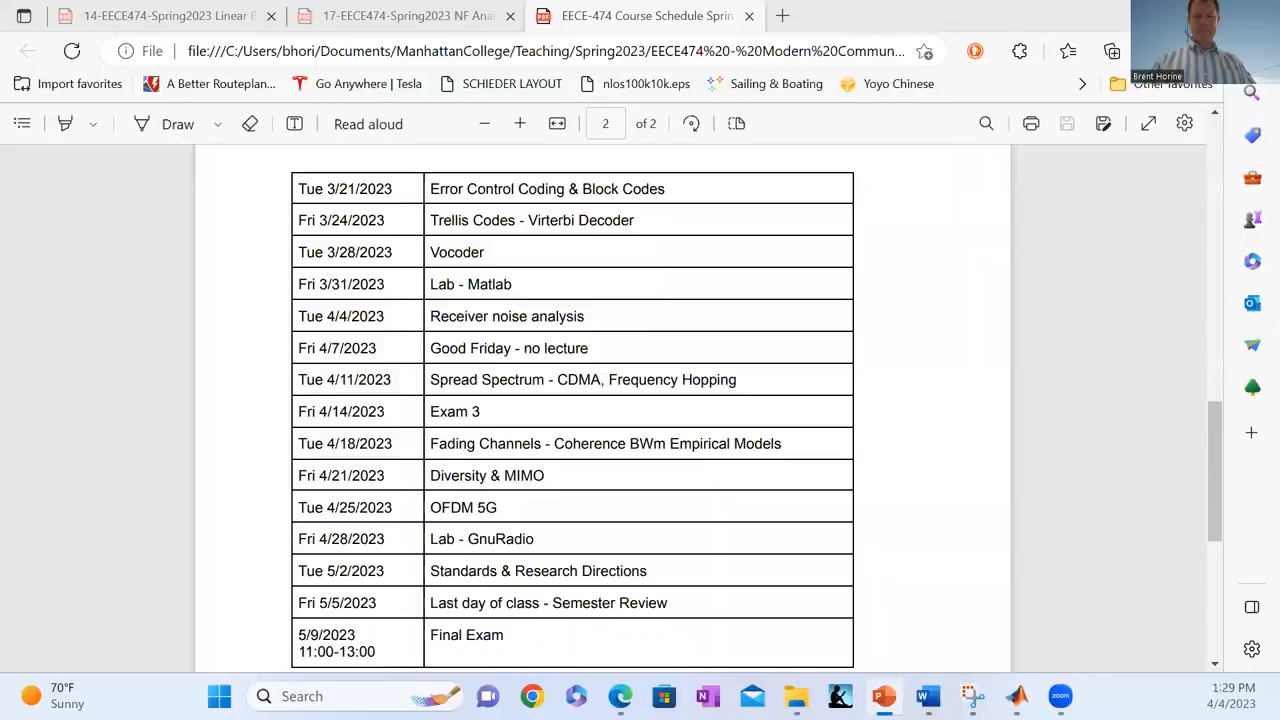 14-EECE474-Spring2023 Linear B
17-EECE474-Spring2023 NF Anal
EECE-474 Course Schedule Sprin
File
file:///C:/Users/bhori/Documents/ManhattanCollege/Teaching/Spring2023/EECE474%20-%20Modern%20Commun...
Brent Horine
Import favorites
A Better Routeplan...
Go Anywhere | Tesla
SCHIEDER LAYOUT
nlos100k10k.eps
Sailing & Boating
Yoyo Chinese
Other favorites
Draw
Read aloud
2
of 2
Tue 3/21/2023 Error Control Coding & Block Codes
Fri 3/24/2023 Trellis Codes - Virterbi Decoder
Tue 3/28/2023 Vocoder
Fri 3/31/2023 Lab - Matlab
Tue 4/4/2023 Receiver noise analysis
Fri 4/7/2023 Good Friday - no lecture
Tue 4/11/2023 Spread Spectrum - CDMA, Frequency Hopping
Fri 4/14/2023 Exam 3
Tue 4/18/2023 Fading Channels - Coherence BWm Empirical Models
Fri 4/21/2023 Diversity & MIMO
Tue 4/25/2023 OFDM 5G
Fri 4/28/2023 Lab - GnuRadio
Tue 5/2/2023 Standards & Research Directions
Fri 5/5/2023 Last day of class - Semester Review
5/9/2023 Final Exam
11:00-13:00
70°F
Sunny
Search
zoom
1:29 PM
4/4/2023